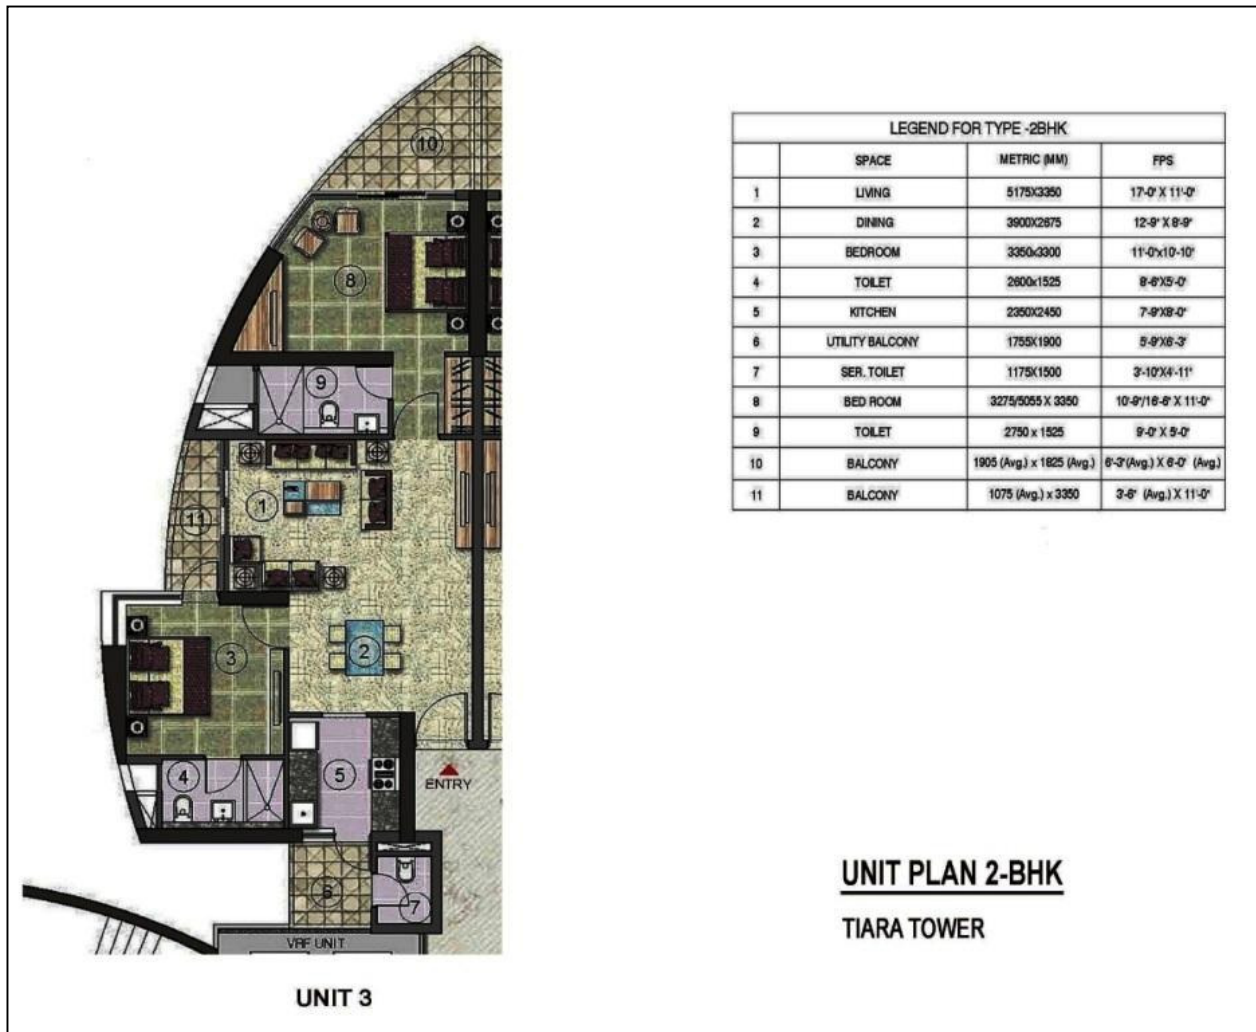 10
8
9
1
11
2
3
4
5
ENTRY
6
7
VRF UNIT
UNIT 3
LEGEND FOR TYPE -2BHK
SPACE METRIC (MM) FPS
1 LIVING 5175X3350 17'-0" X 11'-0"
2 DINING 3900X2675 12'-9" X 8'-9"
3 BEDROOM 3350x3300 11'-0"x10'-10"
4 TOILET 2600x1525 8'-6"X5'-0"
5 KITCHEN 2350X2450 7'-9"X8'-0"
6 UTILITY BALCONY 1755X1900 5'-9"X6'-3"
7 SER. TOILET 1175X1500 3'-10"X4'-11"
8 BED ROOM 3275/5055 X 3350 10'-9"/16'-6" X 11'-0"
9 TOILET 2750 x 1525 9'-0" X 5'-0"
10 BALCONY 1905 (Avg.) x 1825 (Avg.) 6'-3"(Avg.) X 6'-0" (Avg.)
11 BALCONY 1075 (Avg.) x 3350 3'-6" (Avg.) X 11'-0"
UNIT PLAN 2-BHK
TIARA TOWER